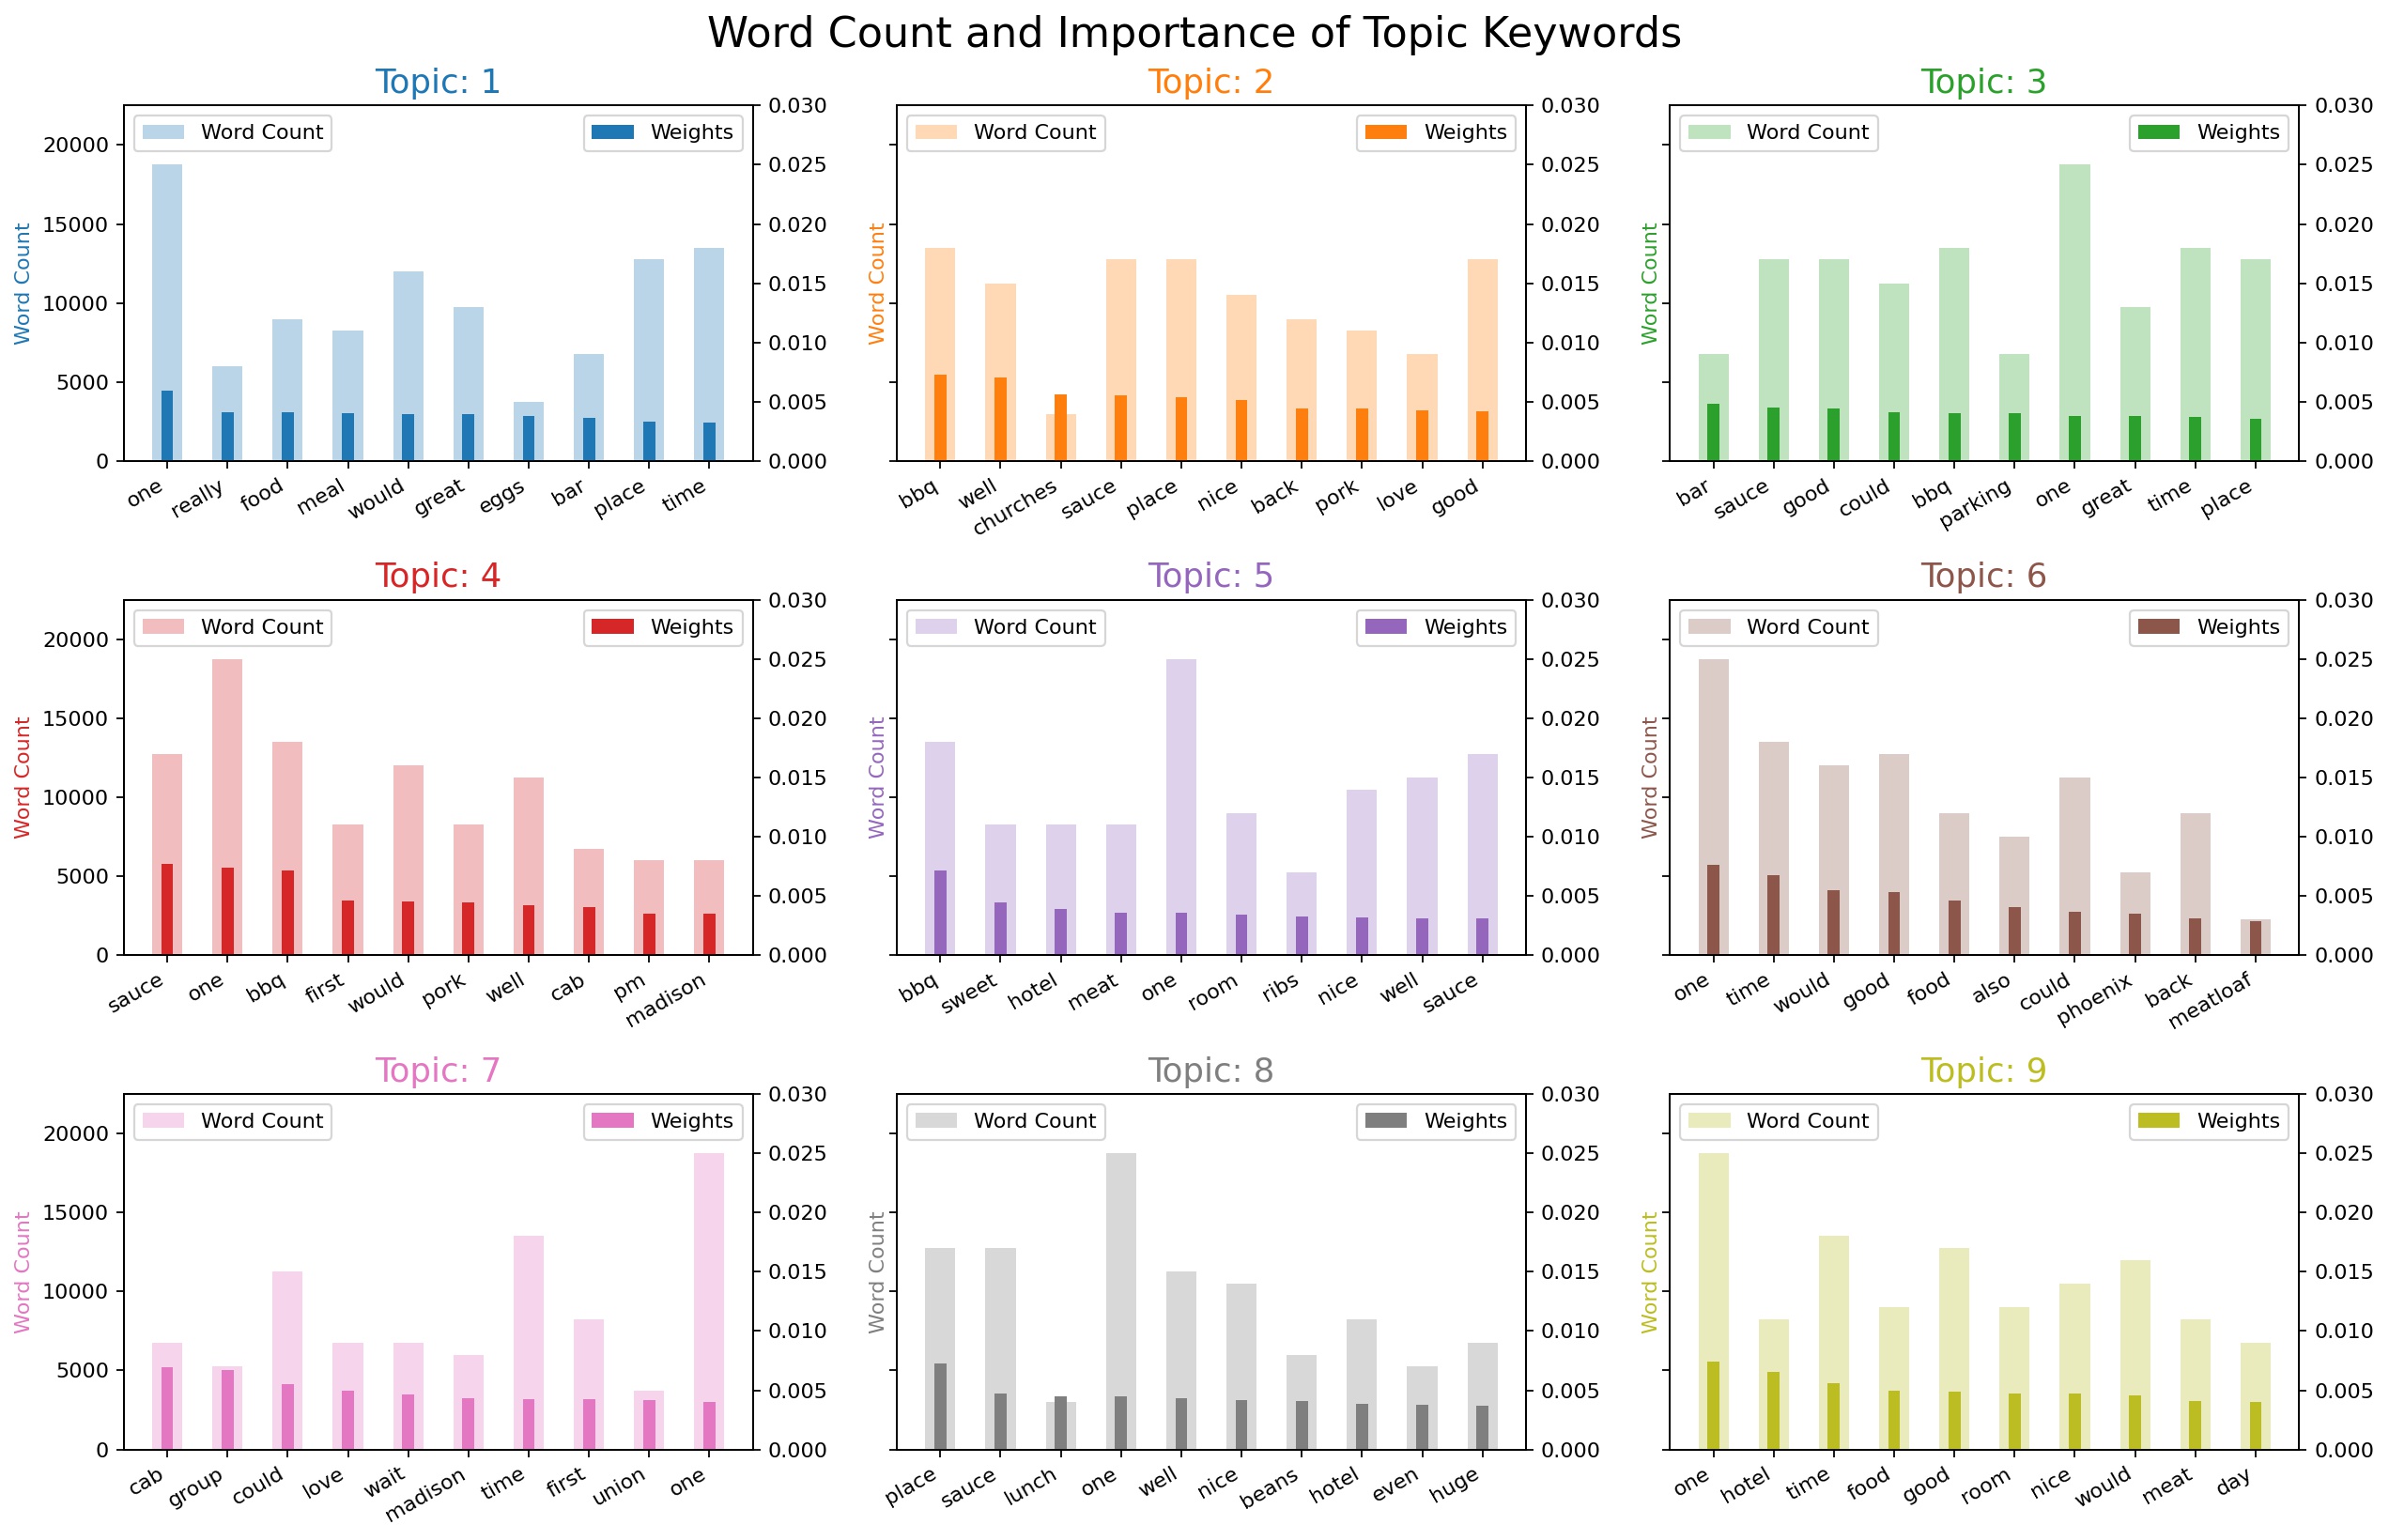 Word Count and Importance of Topic Keywords
Topic: 1
Word Count
Weights
Word Count
20000
15000
10000
5000
0
0.030
0.025
0.020
0.015
0.010
0.005
0.000
one really food meal would great eggs bar place time
Topic: 2
Word Count
Weights
Word Count
0.030
0.025
0.020
0.015
0.010
0.005
0.000
bbq well churches sauce place nice back pork love good
Topic: 3
Word Count
Weights
Word Count
0.030
0.025
0.020
0.015
0.010
0.005
0.000
bar sauce good could bbq parking one great time place
Topic: 4
Word Count
Weights
Word Count
20000
15000
10000
5000
0
0.030
0.025
0.020
0.015
0.010
0.005
0.000
sauce one bbq first would pork well cab pm madison
Topic: 5
Word Count
Weights
Word Count
0.030
0.025
0.020
0.015
0.010
0.005
0.000
bbq sweet hotel meat one room ribs nice well sauce
Topic: 6
Word Count
Weights
Word Count
0.030
0.025
0.020
0.015
0.010
0.005
0.000
one time would good food also could phoenix back meatloaf
Topic: 7
Word Count
Weights
Word Count
20000
15000
10000
5000
0
0.030
0.025
0.020
0.015
0.010
0.005
0.000
cab group could love wait madison time first union one
Topic: 8
Word Count
Weights
Word Count
0.030
0.025
0.020
0.015
0.010
0.005
0.000
place sauce lunch one well nice beans hotel even huge
Topic: 9
Word Count
Weights
Word Count
0.030
0.025
0.020
0.015
0.010
0.005
0.000
one hotel time food good room nice would meat day